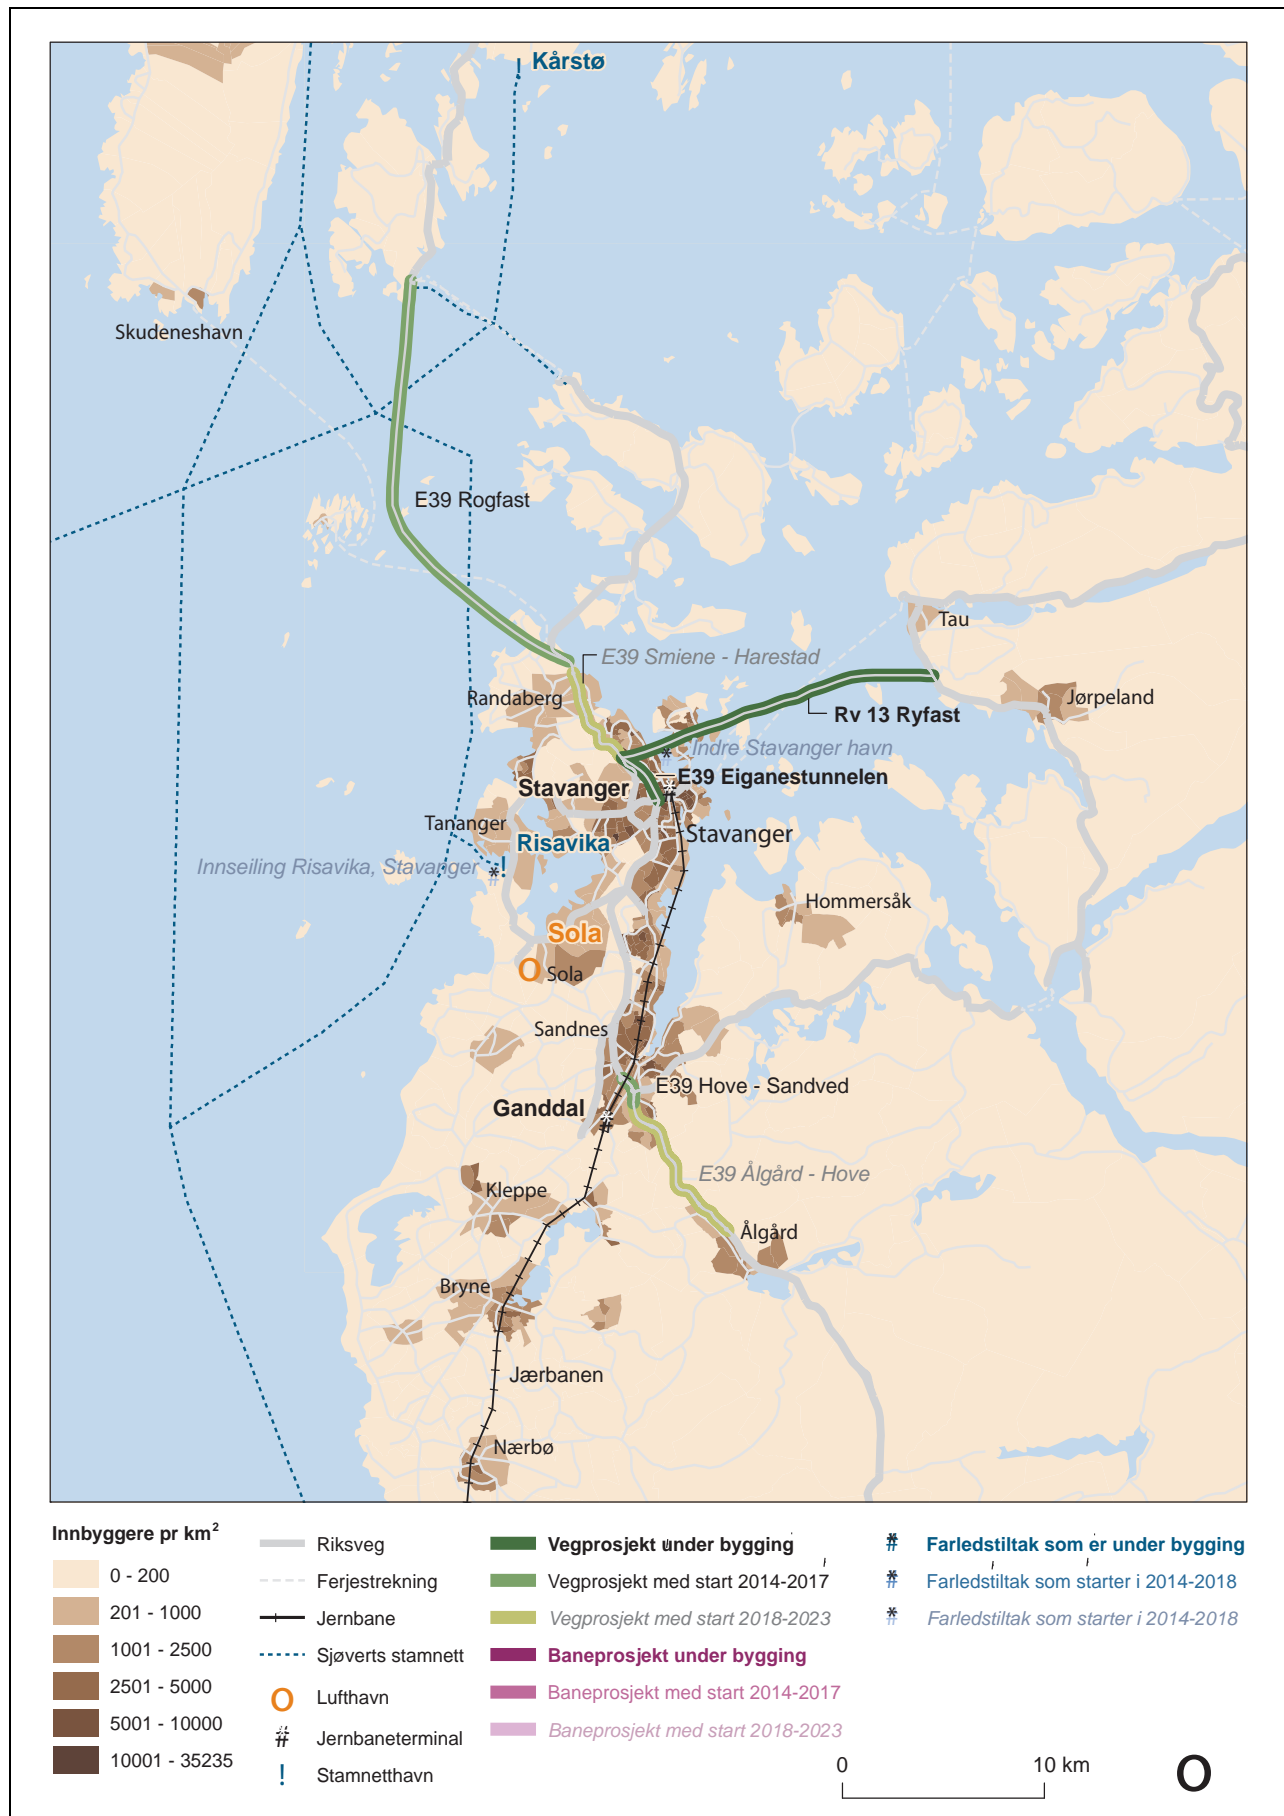 Kårstø
Skudeneshavn
E39 Rogfast
Tau
E39 Smiene - Harestad
Randaberg
Jørpeland
Rv 13 Ryfast
Indre Stavanger havn
E39 Eiganestunnelen
Stavanger
Tananger
Stavanger
Risavika
Innseiling Risavika, Stavanger
Hommersåk
Sola
Sola
Sandnes
E39 Hove - Sandved
Ganddal
E39 Ålgård - Hove
Kleppe
Ålgård
Bryne
Jærbanen
Nærbø
Innbyggere pr km²
0 - 200
201 - 1000
1001 - 2500
2501 - 5000
5001 - 10000
10001 - 35235
Riksveg
Ferjestrekning
Jernbane
Sjøverts stamnett
Lufthavn
Jernbaneterminal
Stamnetthavn
Vegprosjekt under bygging
Vegprosjekt med start 2014-2017
Vegprosjekt med start 2018-2023
Baneprosjekt under bygging
Baneprosjekt med start 2014-2017
Baneprosjekt med start 2018-2023
Farledstiltak som er under bygging
Farledstiltak som starter i 2014-2018
Farledstiltak som starter i 2014-2018
0 10 km